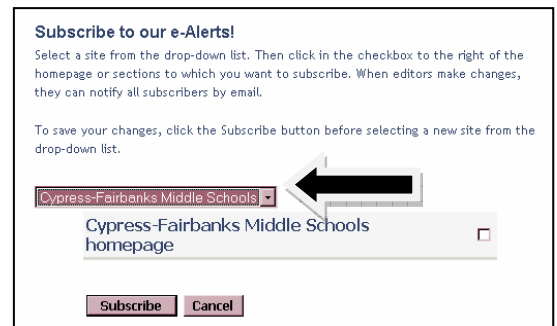 Subscribe to our e-Alerts!
Select a site from the drop-down list. Then click in the checkbox to the right of the
homepage or sections to which you want to subscribe. When editors make changes,
they can notify all subscribers by email.
To save your changes, click the Subscribe button before selecting a new site from the
drop-down list.
Cypress-Fairbanks Middle Schools
Cypress-Fairbanks Middle Schools
homepage
Subscribe Cancel